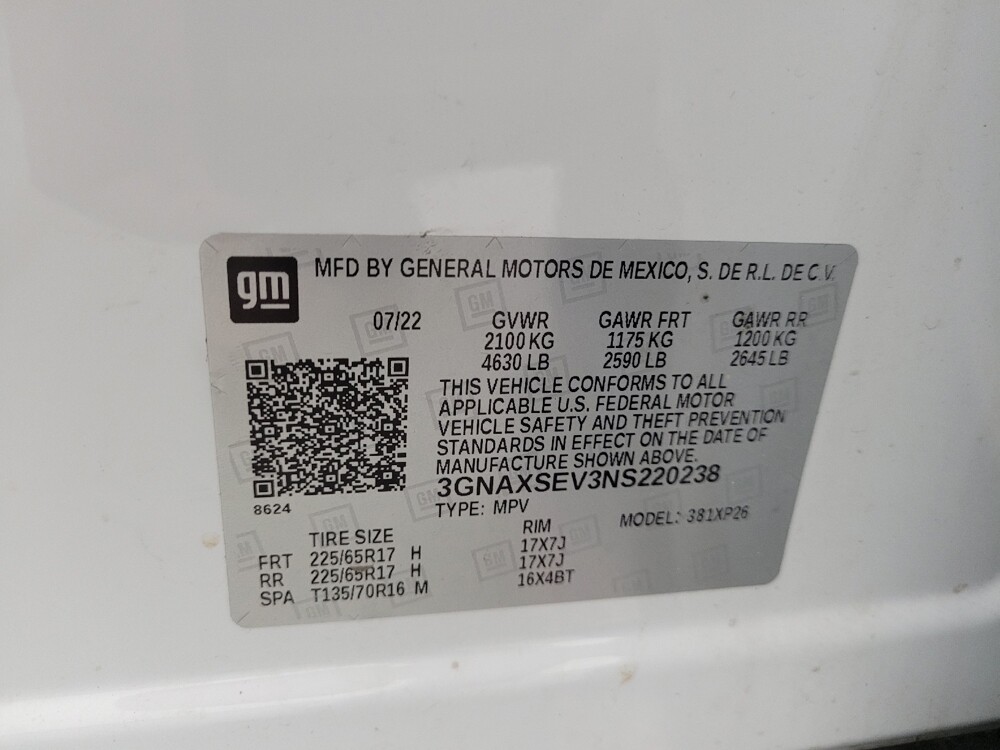 gm
MFD BY GENERAL MOTORS DE MEXICO, S. DE R.L. DE C.V.
07/22 GVWR GAWR FRT GAWR RR
2100 KG 1175 KG 1200 KG
4630 LB 2590 LB 2645 LB
THIS VEHICLE CONFORMS TO ALL
APPLICABLE U.S. FEDERAL MOTOR
VEHICLE SAFETY AND THEFT PREVENTION
STANDARDS IN EFFECT ON THE DATE OF
MANUFACTURE SHOWN ABOVE.
3GNAXSEV3NS220238
8624
TYPE: MPV MODEL: 381XP26
TIRE SIZE RIM
FRT 225/65R17 H 17X7J
RR 225/65R17 H 17X7J
SPA T135/70R16 M 16X4BT